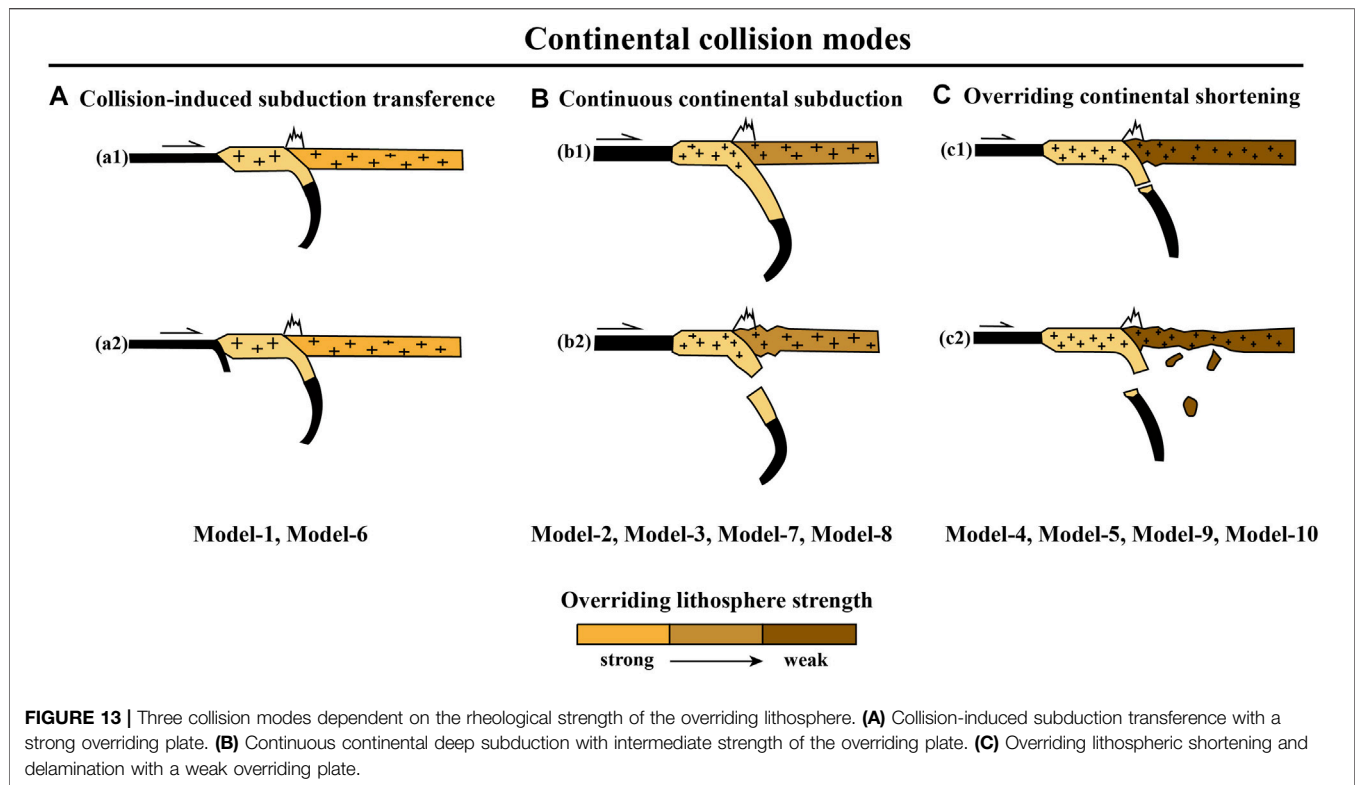 Continental collision modes
A Collision-induced subduction transference
B Continuous continental subduction
C Overriding continental shortening
(a1)
(b1)
(c1)
(a2)
(b2)
(c2)
Model-1, Model-6
Model-2, Model-3, Model-7, Model-8
Model-4, Model-5, Model-9, Model-10
Overriding lithosphere strength
strong
weak
FIGURE 13 | Three collision modes dependent on the rheological strength of the overriding lithosphere. (A) Collision-induced subduction transference with a
strong overriding plate. (B) Continuous continental deep subduction with intermediate strength of the overriding plate. (C) Overriding lithospheric shortening and
delamination with a weak overriding plate.